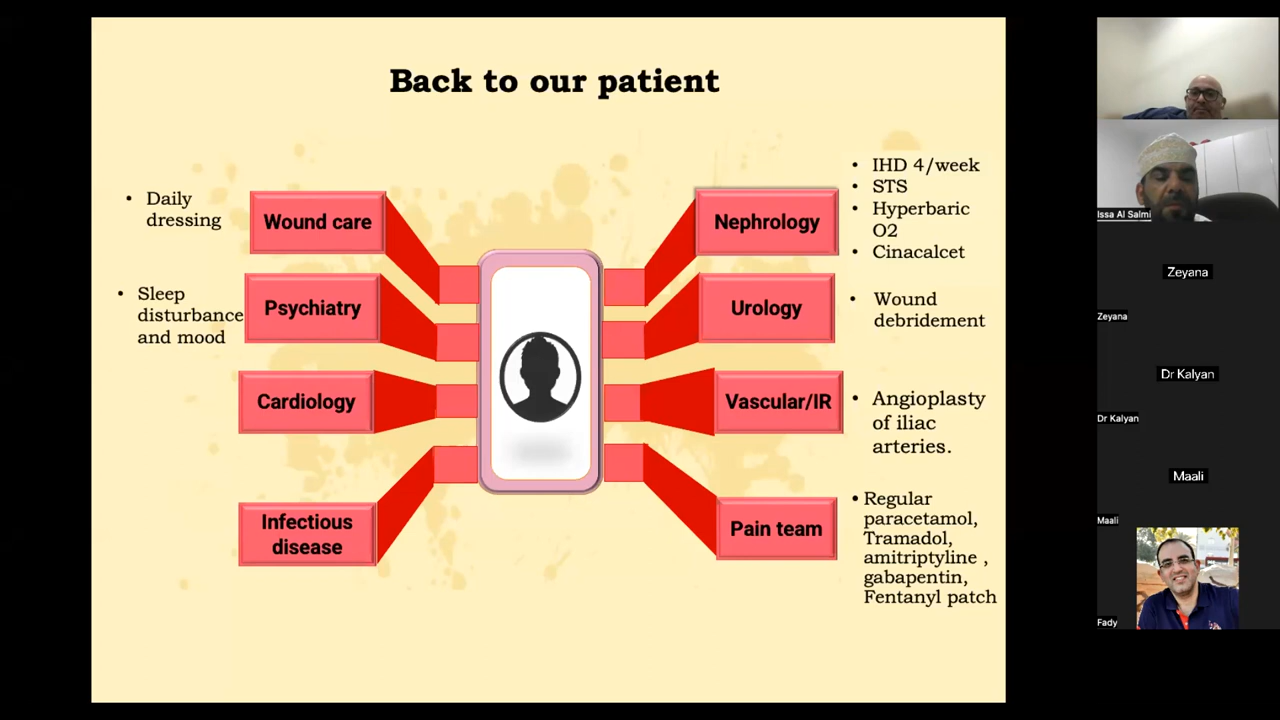 Back to our patient
• Daily
dressing
Wound care
• Sleep
disturbance
and mood
Psychiatry
Cardiology
Infectious
disease
Nephrology
• IHD 4/week
• STS
• Hyperbaric
O2
• Cinacalcet
Urology
• Wound
debridement
Vascular/IR
• Angioplasty
of iliac
arteries.
Pain team
• Regular
paracetamol,
Tramadol,
amitriptyline ,
gabapentin,
Fentanyl patch
Issa Al Salmi
Zeyana
Zeyana
Dr Kalyan
Dr Kalyan
Maali
Maali
Fady